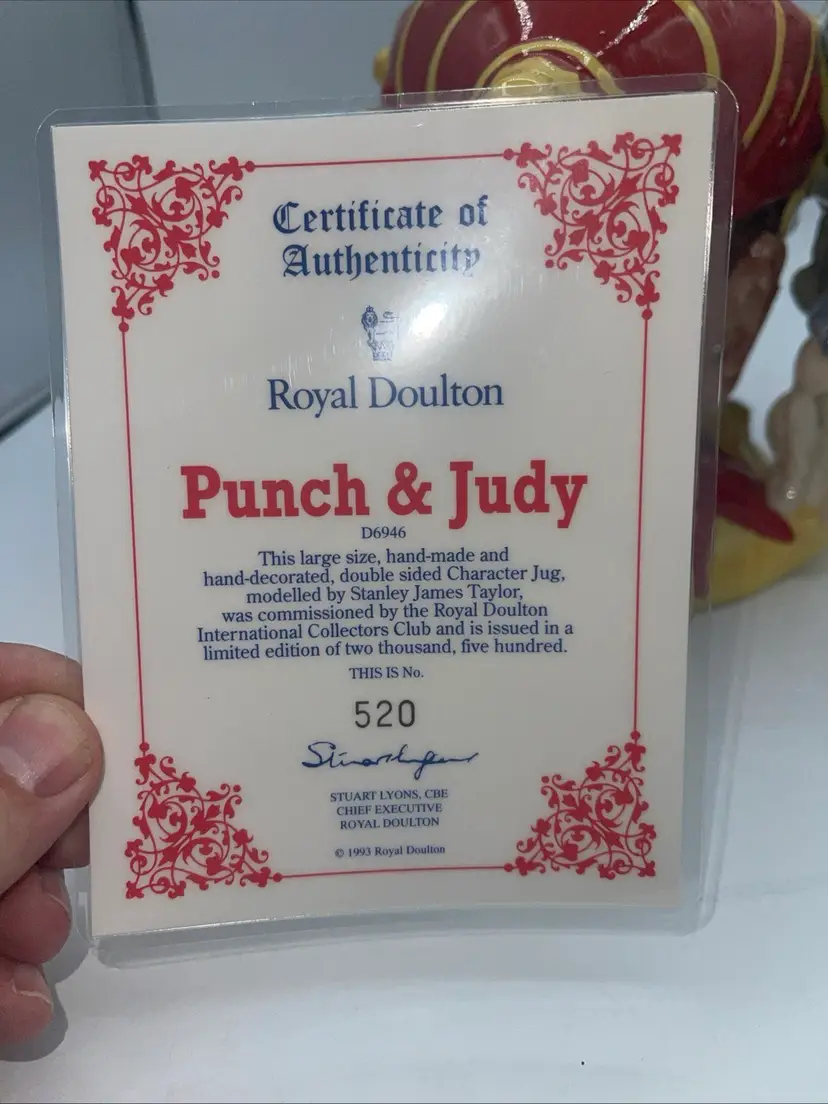 Certificate of
Authenticity
Royal Doulton
Punch & Judy
D6946
This large size, hand-made and
hand-decorated, double sided Character Jug,
modelled by Stanley James Taylor,
was commissioned by the Royal Doulton
International Collectors Club and is issued in a
limited edition of two thousand, five hundred.
THIS IS No.
520
Stuart Lyons
STUART LYONS, CBE
CHIEF EXECUTIVE
ROYAL DOULTON
© 1993 Royal Doulton